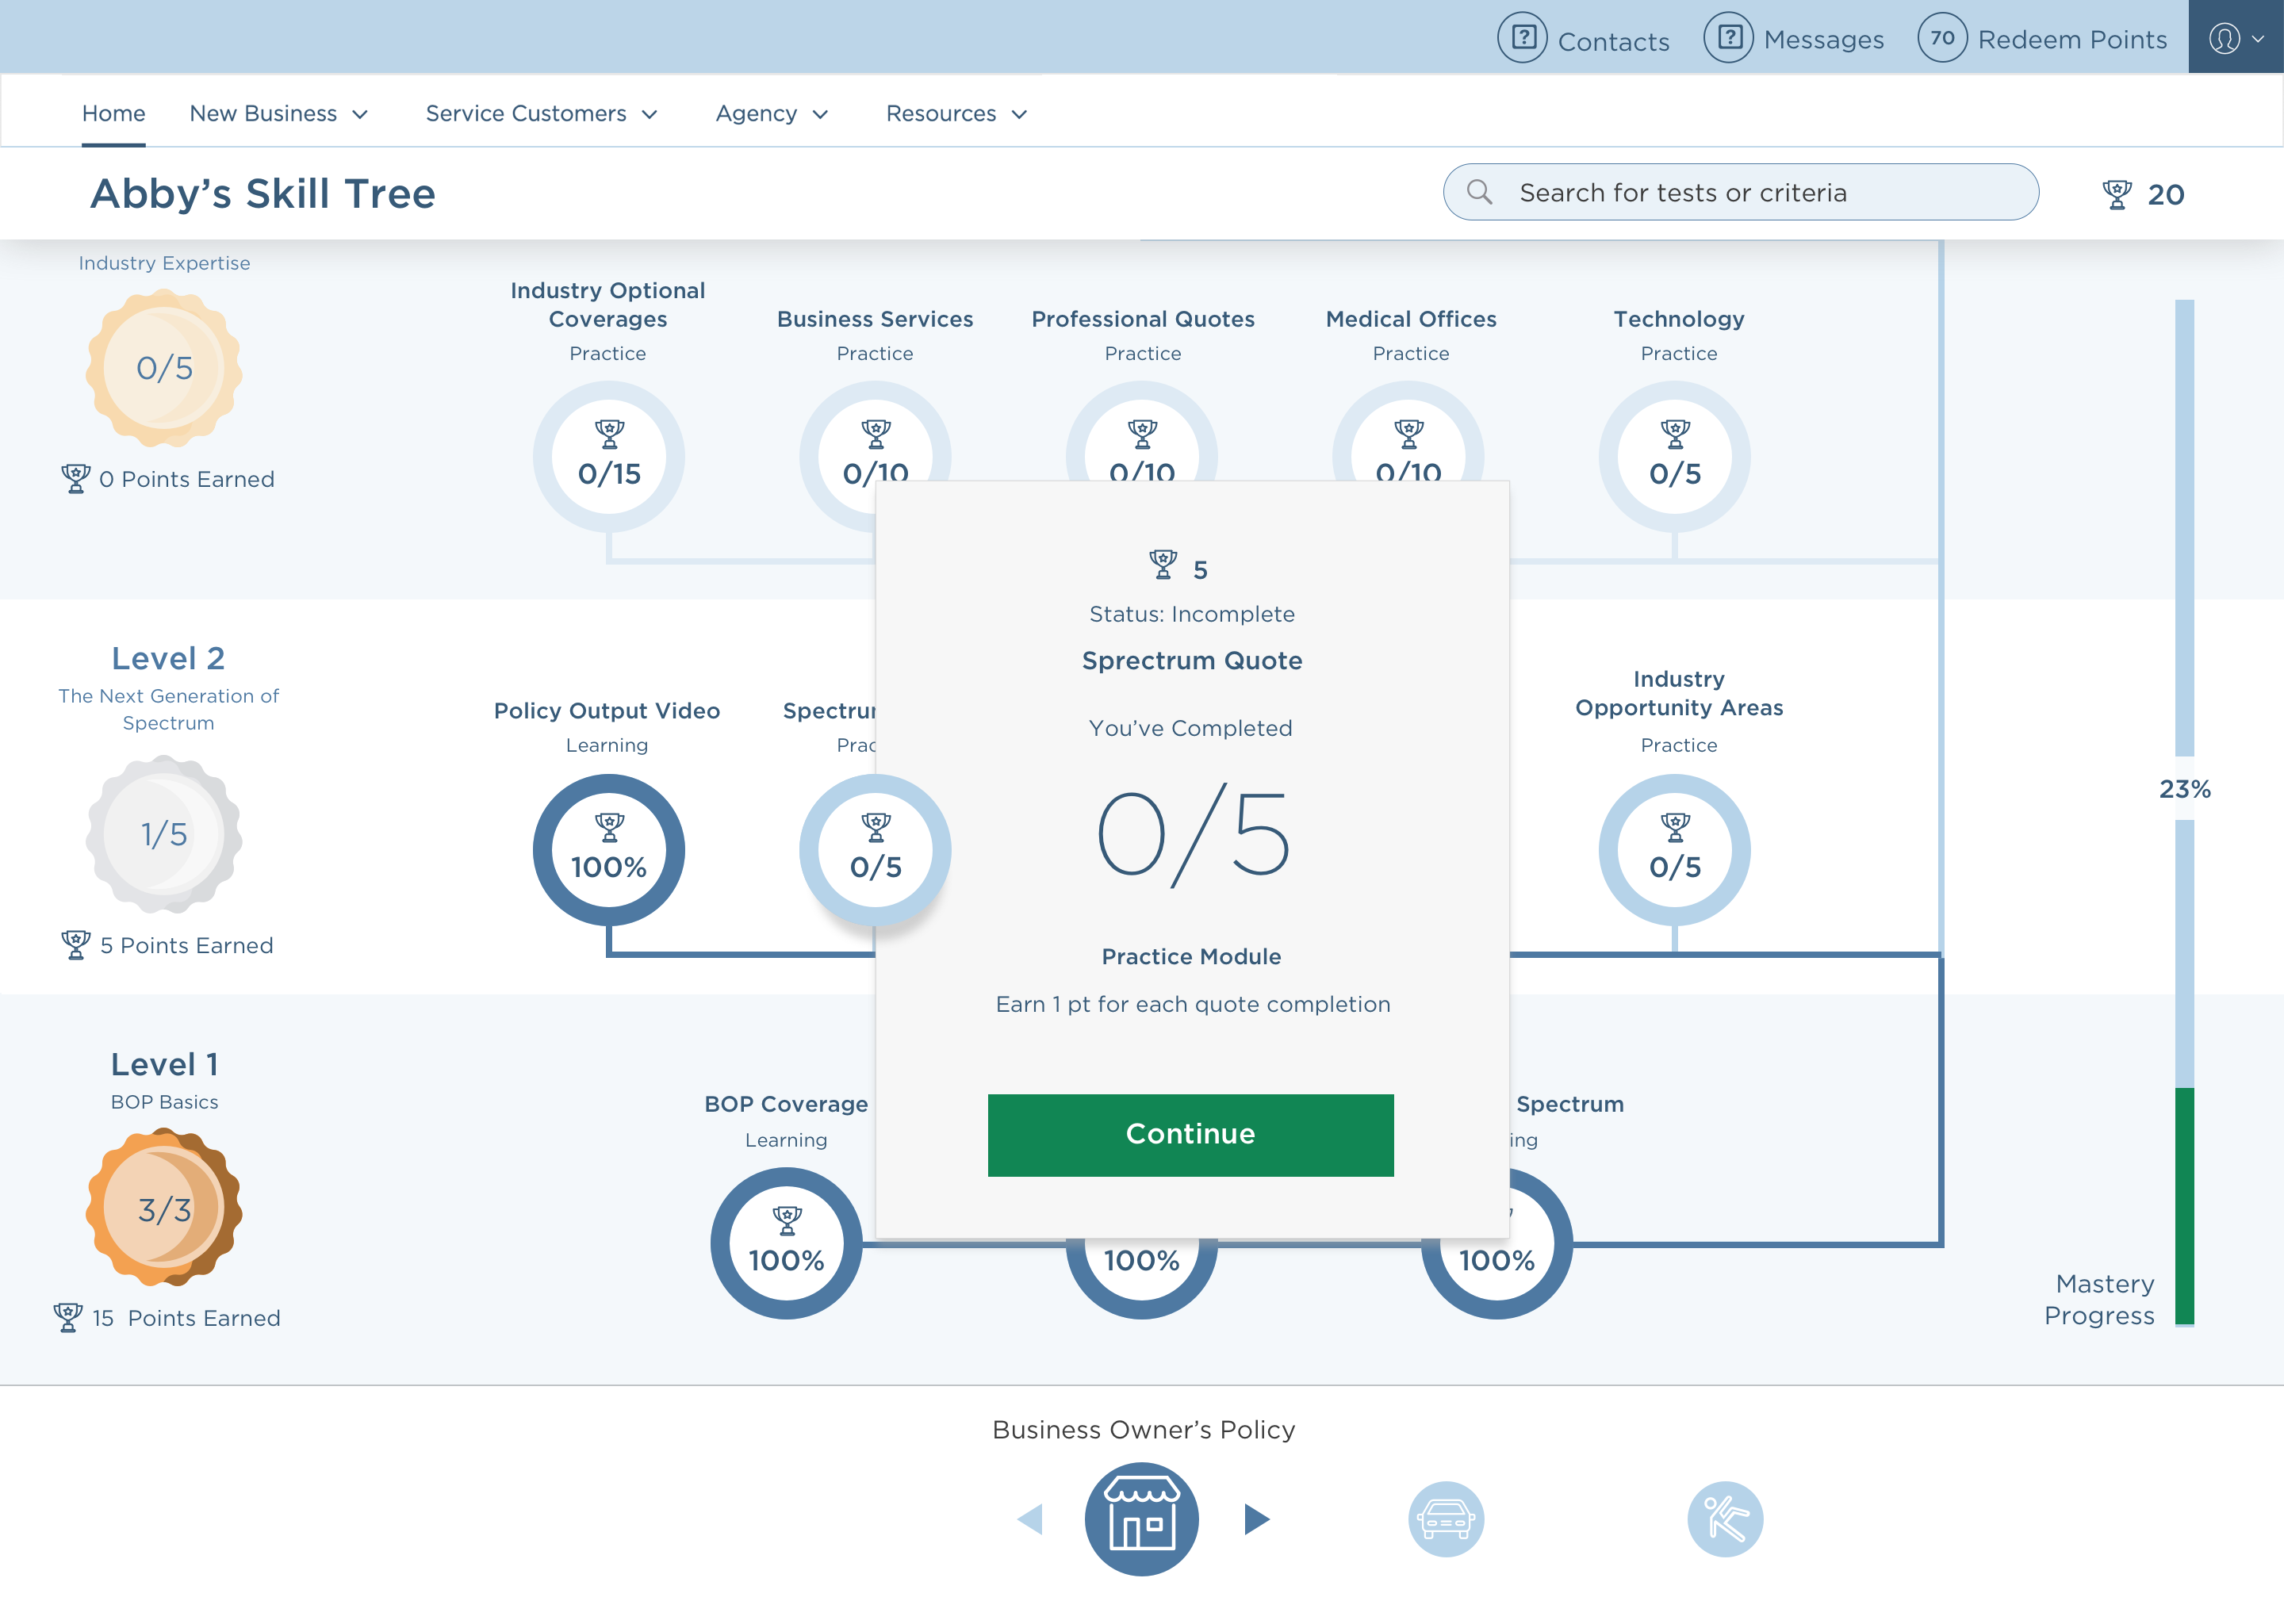 Contacts
Messages
70
Redeem Points
Home
New Business
Service Customers
Agency
Resources
Abby’s Skill Tree
Search for tests or criteria
20
Industry Expertise
0/5
0 Points Earned
Industry Optional
Coverages
Practice
0/15
Business Services
Practice
0/10
Professional Quotes
Practice
0/10
Medical Offices
Practice
0/10
Technology
Practice
0/5
Level 2
The Next Generation of
Spectrum
1/5
5 Points Earned
Policy Output Video
Learning
100%
0/5
5
Status: Incomplete
Sprectrum Quote
You’ve Completed
0/5
Practice Module
Earn 1 pt for each quote completion
Continue
Industry
Opportunity Areas
Practice
0/5
23%
Level 1
BOP Basics
3/3
15 Points Earned
BOP Coverage
Learning
100%
100%
Spectrum
100%
Mastery
Progress
Business Owner’s Policy